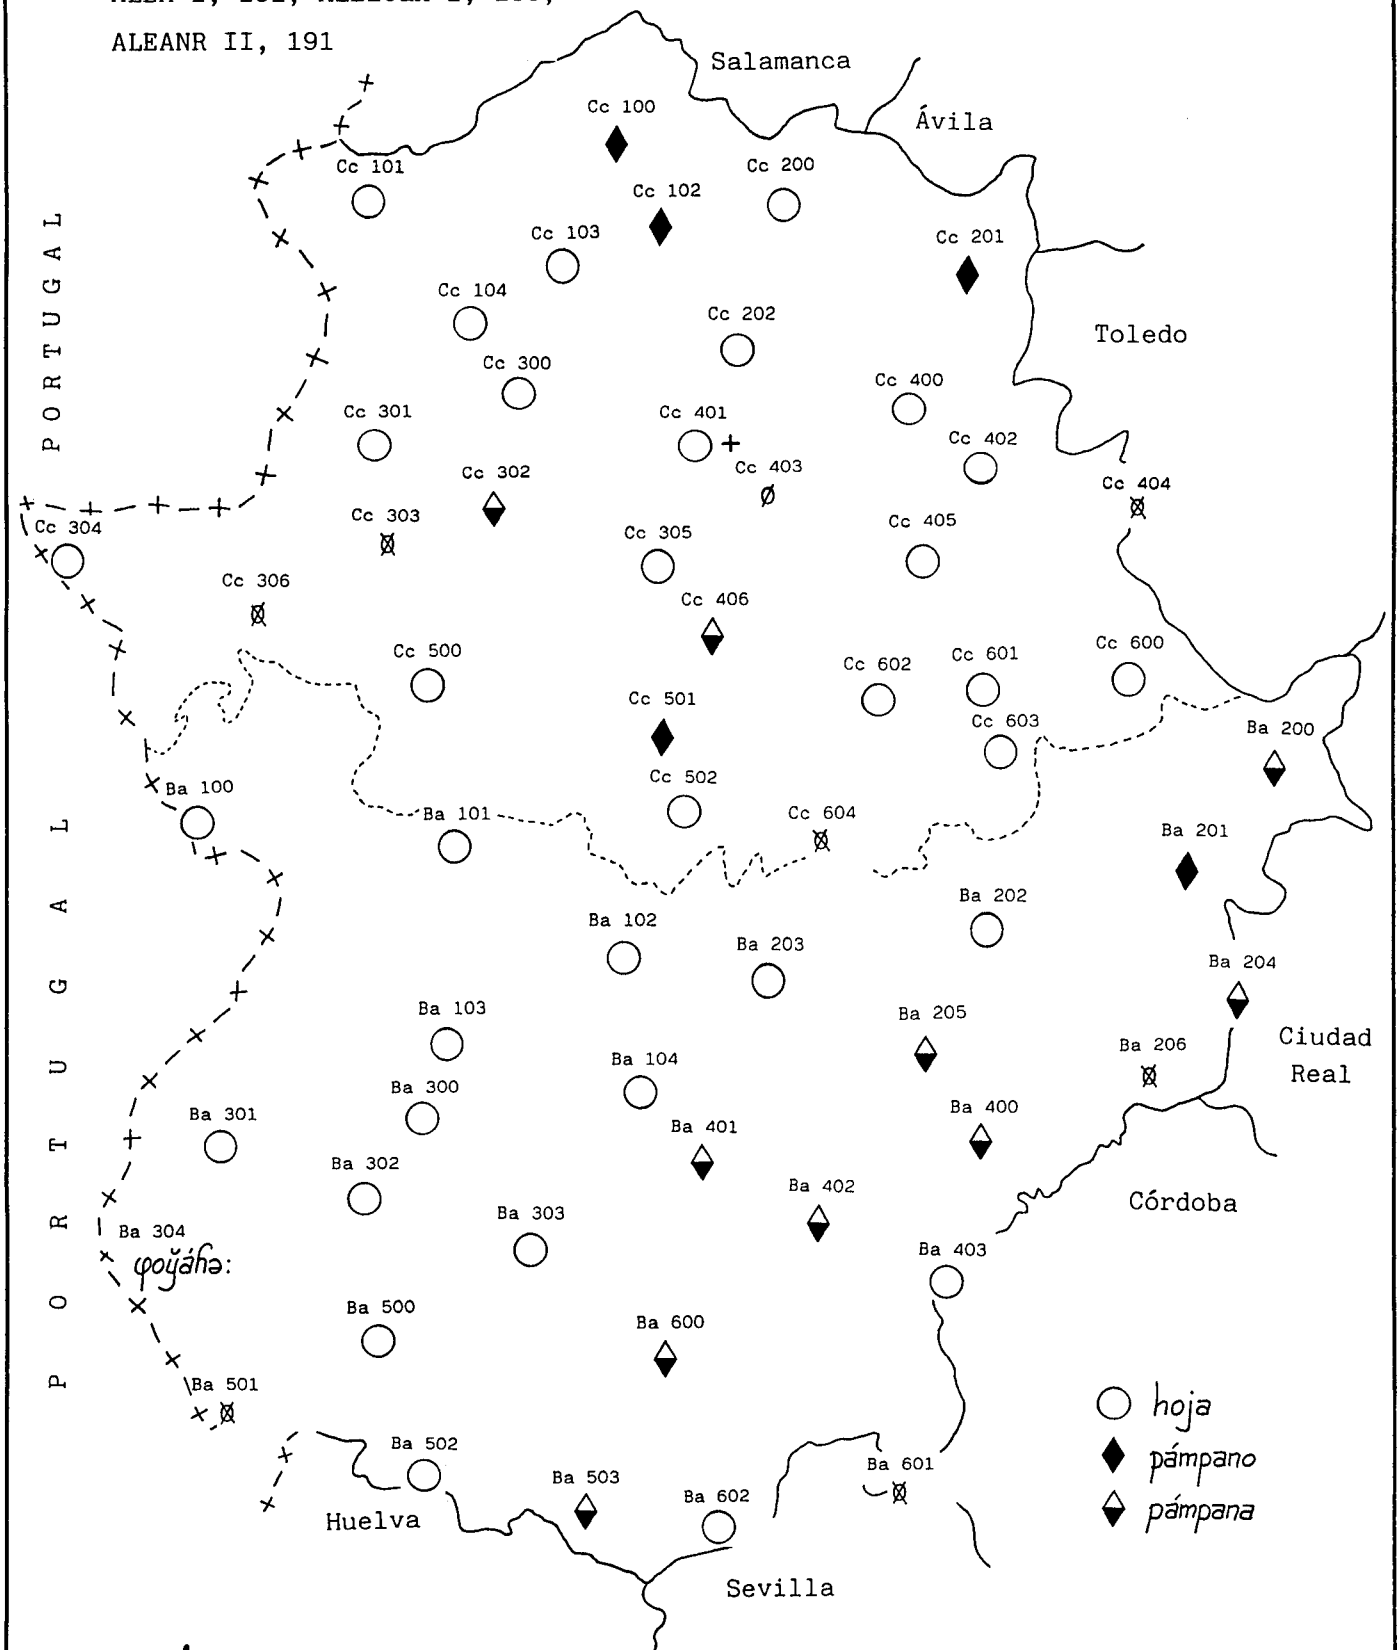 ALEANR II, 191
Salamanca
Ávila
Cc 100
Cc 101
Cc 200
Cc 102
Cc 103
Cc 201
PORTUGAL
Cc 104
Cc 202
Toledo
Cc 300
Cc 400
Cc 301
Cc 401
Cc 402
Cc 302
Cc 403
Cc 404
Cc 303
Cc 304
Cc 405
Cc 305
Cc 306
Cc 406
Cc 500
Cc 602
Cc 601
Cc 600
Cc 501
Cc 603
Ba 200
Cc 502
Ba 100
Ba 101
Cc 604
Ba 201
PORTUGAL
Ba 202
Ba 102
Ba 203
Ba 204
Ba 103
Ba 205
Ciudad
Real
Ba 104
Ba 206
Ba 300
Ba 301
Ba 400
Ba 401
Ba 302
Ba 402
Córdoba
Ba 303
Ba 304
Ba 403
Ba 500
Ba 600
Ba 501
hoja
pámpano
pámpana
Ba 502
Ba 503
Ba 601
Ba 602
Huelva
Sevilla